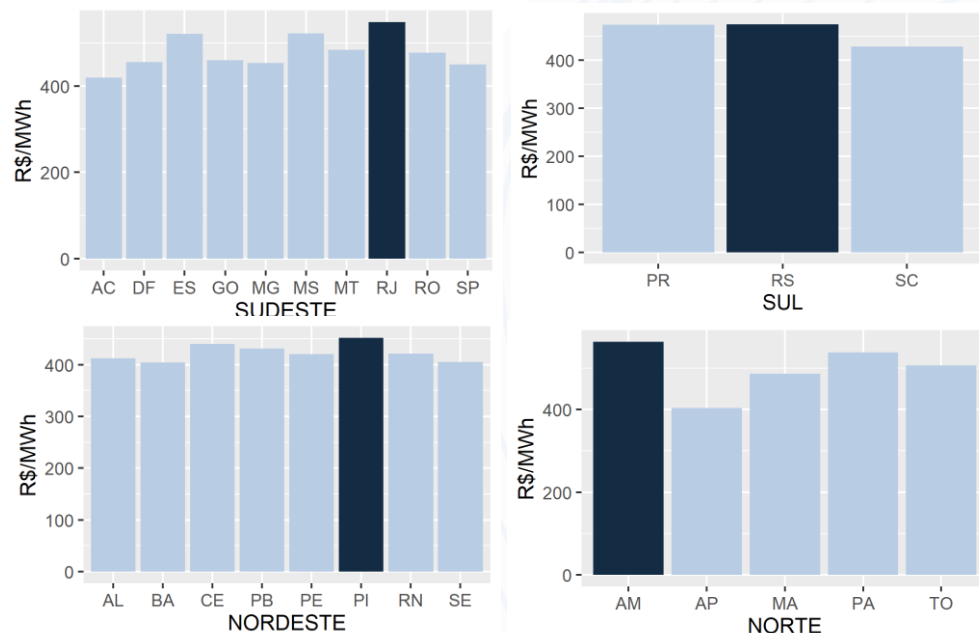 R$/MWh
400
200
0
AC DF ES GO MG MS MT RJ RO SP
SUDESTE
R$/MWh
400
300
200
100
0
PR RS SC
SUL
R$/MWh
400
300
200
100
0
AL BA CE PB PE PI RN SE
NORDESTE
R$/MWh
400
200
0
AM AP MA PA TO
NORTE